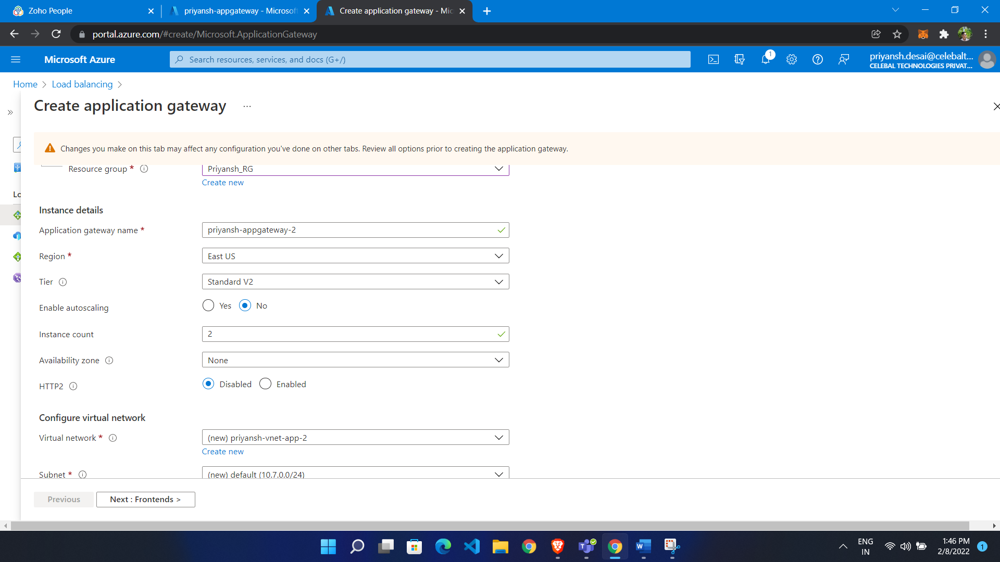 Zoho People
priyansh-appgateway - Microsoft
Create application gateway - Mic
portal.azure.com/#create/Microsoft.ApplicationGateway
Microsoft Azure
Search resources, services, and docs (G+/)
1
priyansh.desai@celebalt...
CELEBAL TECHNOLOGIES PRIVAT...
Home > Load balancing >
Create application gateway ...
Changes you make on this tab may affect any configuration you've done on other tabs. Review all options prior to creating the application gateway.
Resource group * Priyansh_RG
Create new
Lo
Instance details
Application gateway name * priyansh-appgateway-2
Region * East US
Tier Standard V2
Enable autoscaling Yes No
Instance count 2
Availability zone None
HTTP2 Disabled Enabled
Configure virtual network
Virtual network * (new) priyansh-vnet-app-2
Create new
Subnet * (new) default (10.7.0.0/24)
Previous Next : Frontends >
ENG
IN
1:46 PM
2/8/2022
1